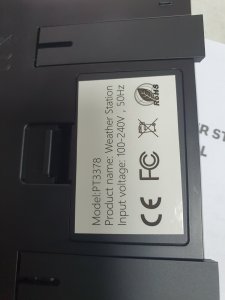 Model:PT3378
Product name: Weather Station
Input voltage: 100-240V , 50Hz
CE FC
RoHS